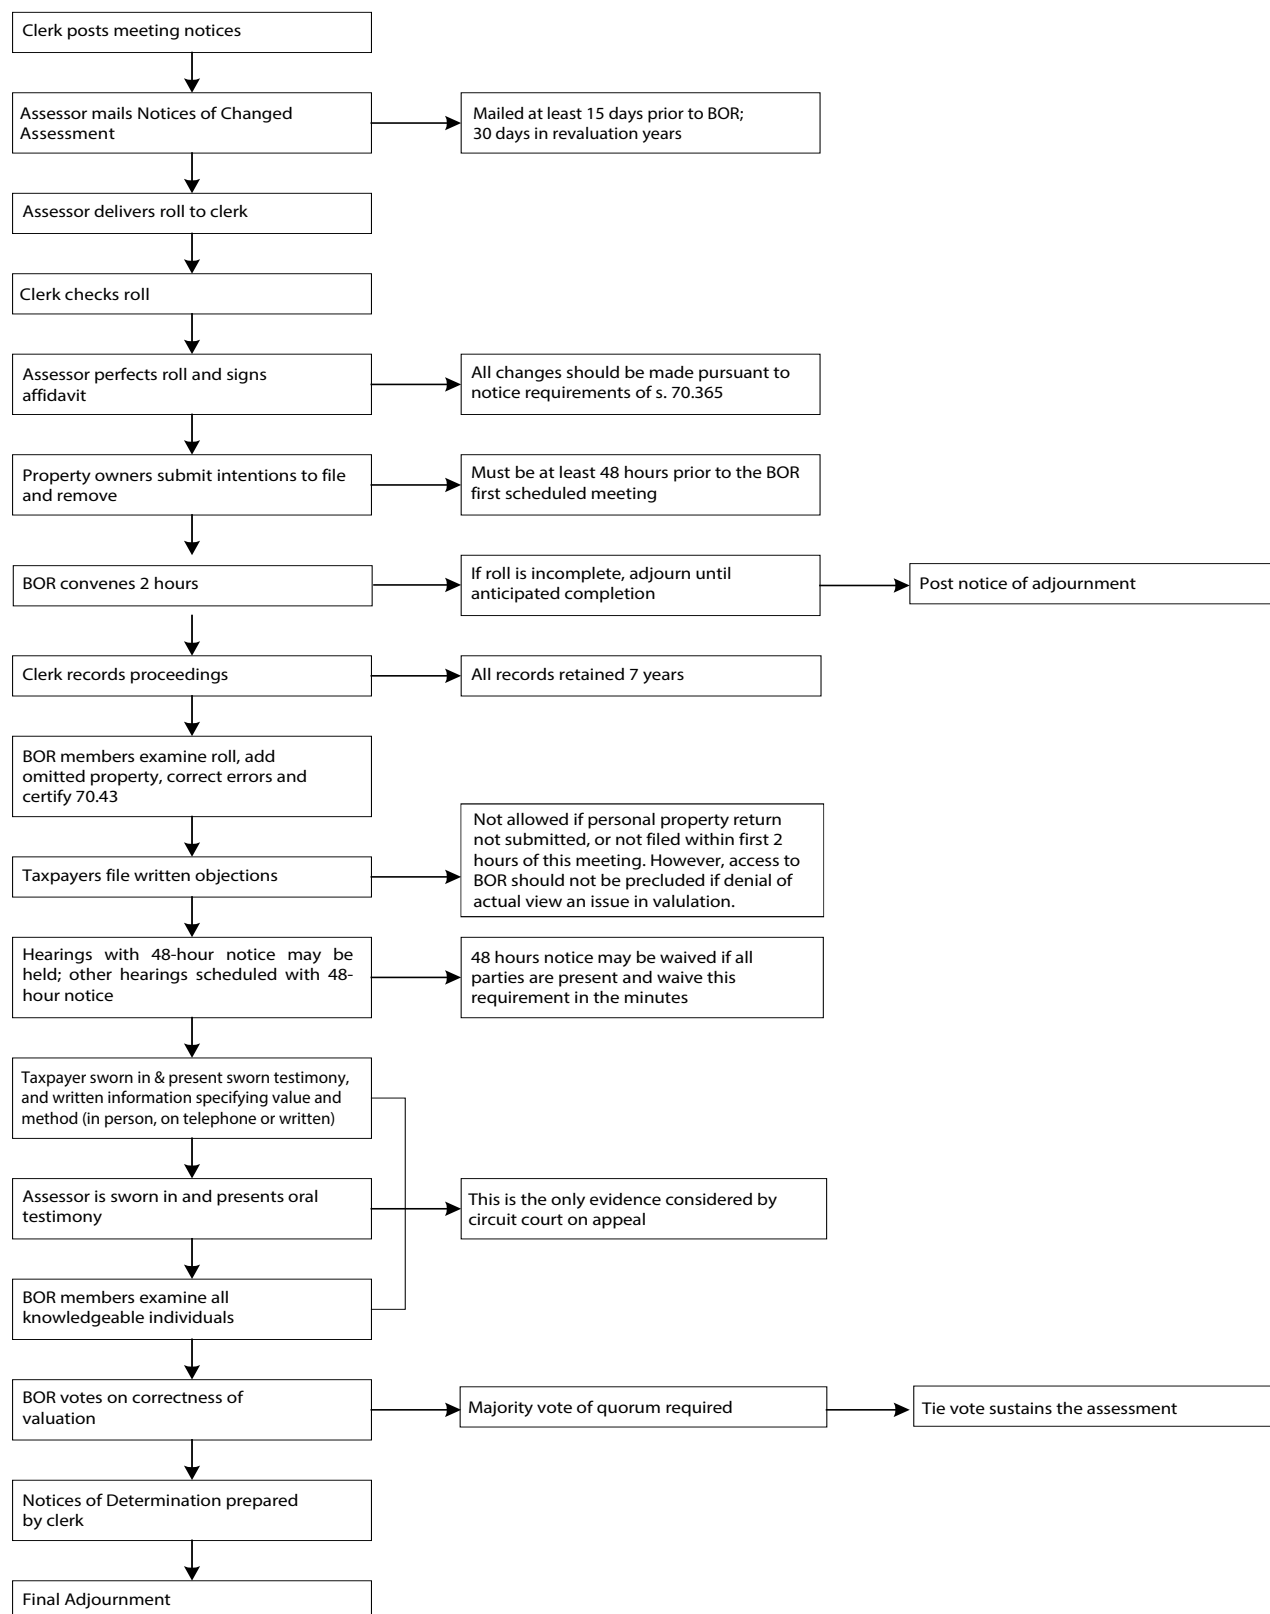 Clerk posts meeting notices
Assessor mails Notices of Changed
Assessment
Mailed at least 15 days prior to BOR;
30 days in revaluation years
Assessor delivers roll to clerk
Clerk checks roll
Assessor perfects roll and signs
affidavit
All changes should be made pursuant to
notice requirements of s. 70.365
Property owners submit intentions to file
and remove
Must be at least 48 hours prior to the BOR
first scheduled meeting
BOR convenes 2 hours
If roll is incomplete, adjourn until
anticipated completion
Post notice of adjournment
Clerk records proceedings
All records retained 7 years
BOR members examine roll, add
omitted property, correct errors and
certify 70.43
Taxpayers file written objections
Not allowed if personal property return
not submitted, or not filed within first 2
hours of this meeting. However, access to
BOR should not be precluded if denial of
actual view an issue in valulation.
Hearings with 48-hour notice may be
held; other hearings scheduled with 48-
hour notice
48 hours notice may be waived if all
parties are present and waive this
requirement in the minutes
Taxpayer sworn in & present sworn testimony,
and written information specifying value and
method (in person, on telephone or written)
Assessor is sworn in and presents oral
testimony
This is the only evidence considered by
circuit court on appeal
BOR members examine all
knowledgeable individuals
BOR votes on correctness of
valuation
Majority vote of quorum required
Tie vote sustains the assessment
Notices of Determination prepared
by clerk
Final Adjournment